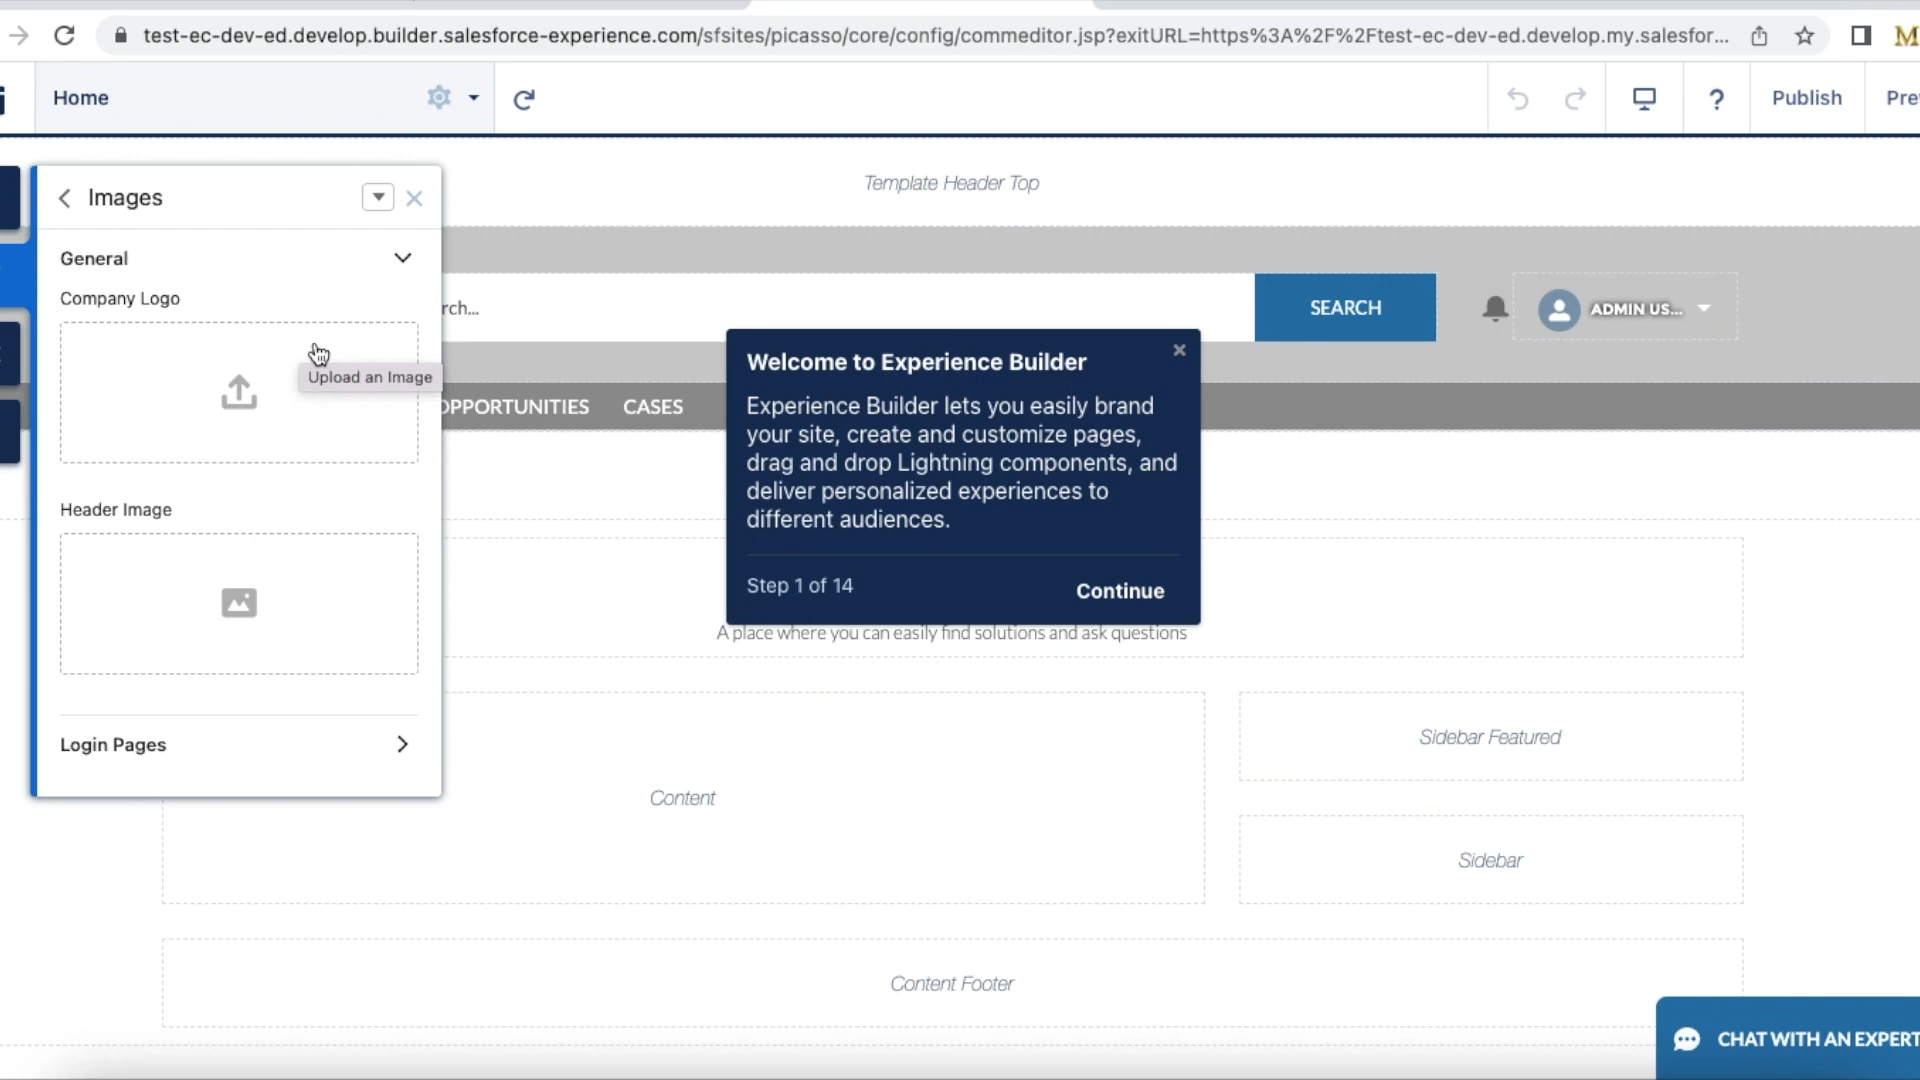 test-ec-dev-ed.develop.builder.salesforce-experience.com/sfsites/picasso/core/config/commeditor.jsp?exitURL=https%3A%2F%2Ftest-ec-dev-ed.develop.my.salesfor...
M
Home
?
Publish
Pre
Template Header Top
Images
General
Company Logo
Upload an Image
Header Image
Login Pages
rch...
SEARCH
ADMIN US...
OPPORTUNITIES
CASES
Welcome to Experience Builder
Experience Builder lets you easily brand
your site, create and customize pages,
drag and drop Lightning components, and
deliver personalized experiences to
different audiences.
Step 1 of 14
Continue
A place where you can easily find solutions and ask questions
Content
Sidebar Featured
Sidebar
Content Footer
CHAT WITH AN EXPERT